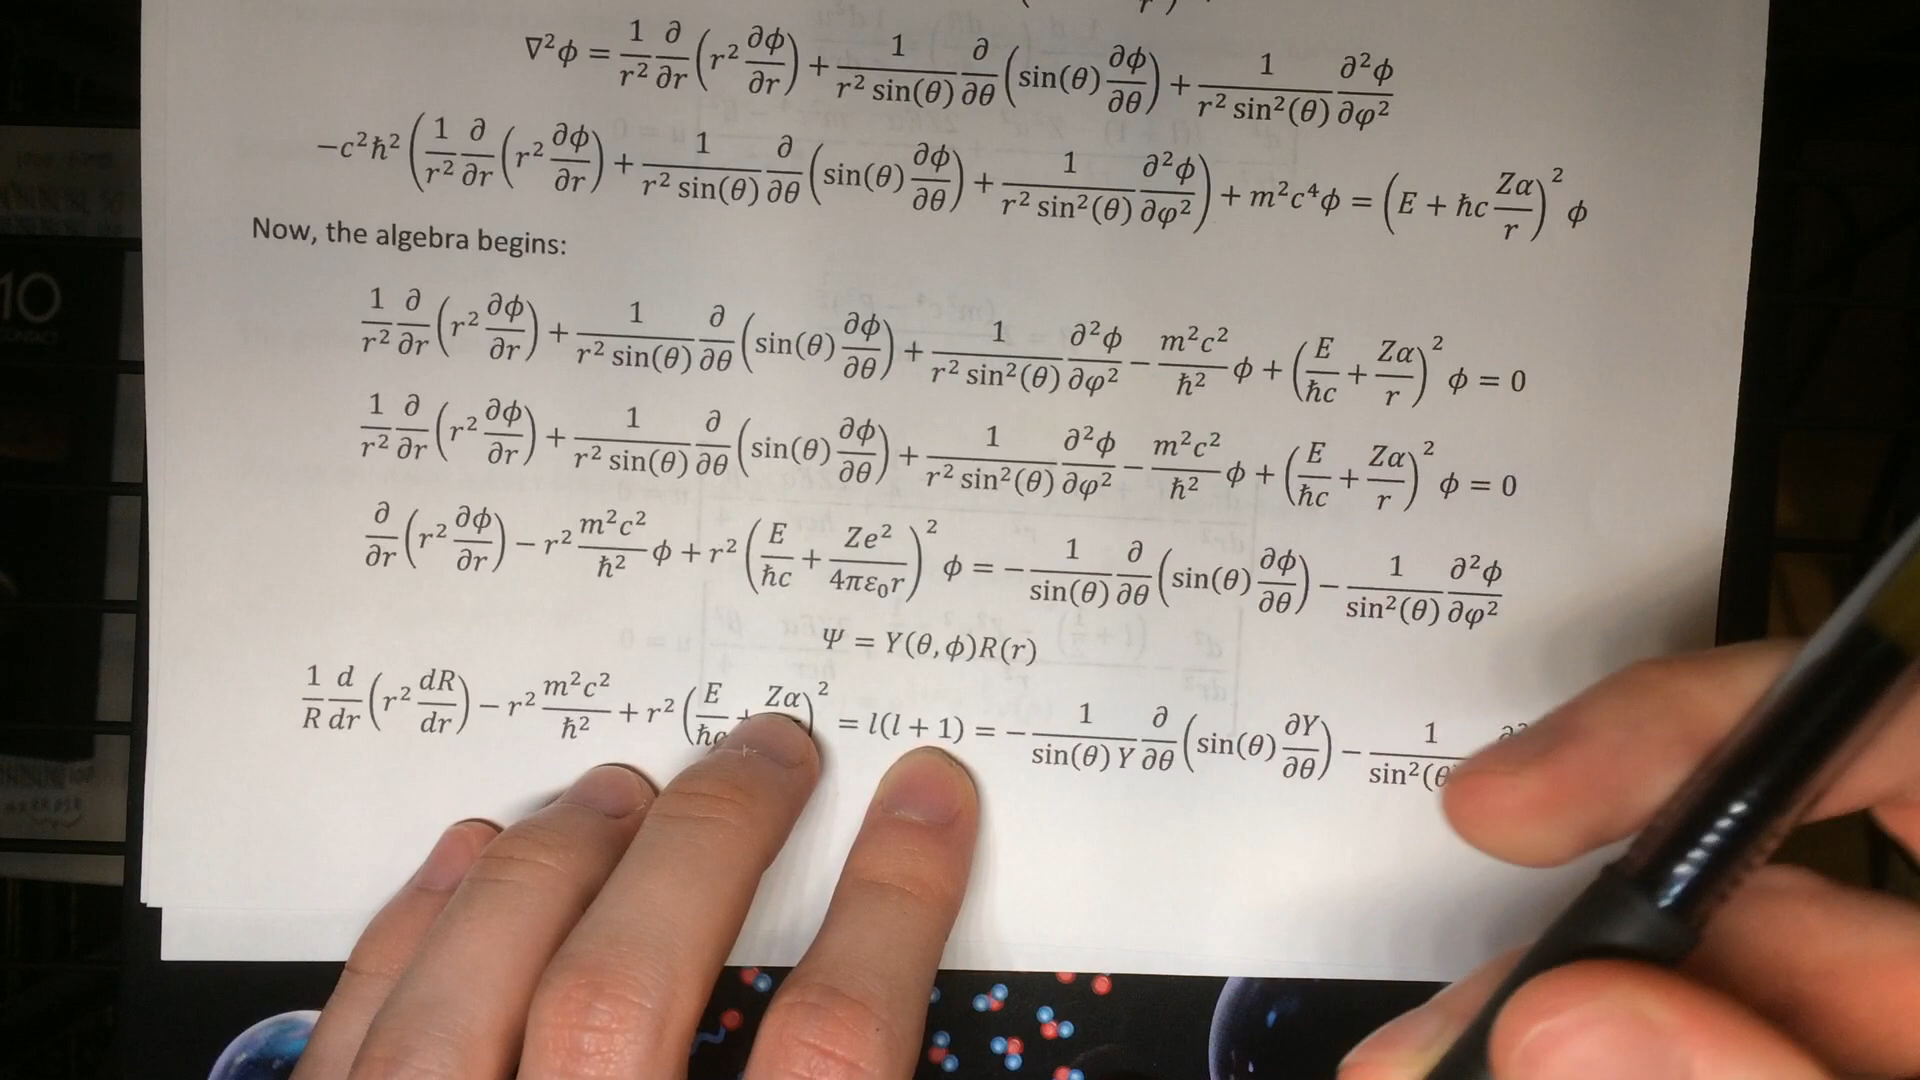 ∇²ϕ = 1/r² ∂/∂r (r² ∂ϕ/∂r) + 1/(r² sin(θ)) ∂/∂θ (sin(θ) ∂ϕ/∂θ) + 1/(r² sin²(θ)) ∂²ϕ/∂φ²
−c²ħ² (1/r² ∂/∂r (r² ∂ϕ/∂r) + 1/(r² sin(θ)) ∂/∂θ (sin(θ) ∂ϕ/∂θ) + 1/(r² sin²(θ)) ∂²ϕ/∂φ²) + m²c⁴ϕ = (E + ħc Zα/r)² ϕ
Now, the algebra begins:
1/r² ∂/∂r (r² ∂ϕ/∂r) + 1/(r² sin(θ)) ∂/∂θ (sin(θ) ∂ϕ/∂θ) + 1/(r² sin²(θ)) ∂²ϕ/∂φ² − m²c²/ħ² ϕ + (E/ħc + Zα/r)² ϕ = 0
1/r² ∂/∂r (r² ∂ϕ/∂r) + 1/(r² sin(θ)) ∂/∂θ (sin(θ) ∂ϕ/∂θ) + 1/(r² sin²(θ)) ∂²ϕ/∂φ² − m²c²/ħ² ϕ + (E/ħc + Zα/r)² ϕ = 0
∂/∂r (r² ∂ϕ/∂r) − r² m²c²/ħ² ϕ + r² (E/ħc + Ze²/4πε₀r)² ϕ = − 1/sin(θ) ∂/∂θ (sin(θ) ∂ϕ/∂θ) − 1/sin²(θ) ∂²ϕ/∂φ²
Ψ = Y(θ,ϕ)R(r)
1/R d/dr (r² dR/dr) − r² m²c²/ħ² + r² (E/ħc + Zα)² = l(l + 1) = − 1/(sin(θ) Y) ∂/∂θ (sin(θ) ∂Y/∂θ) − 1/sin²(θ
10